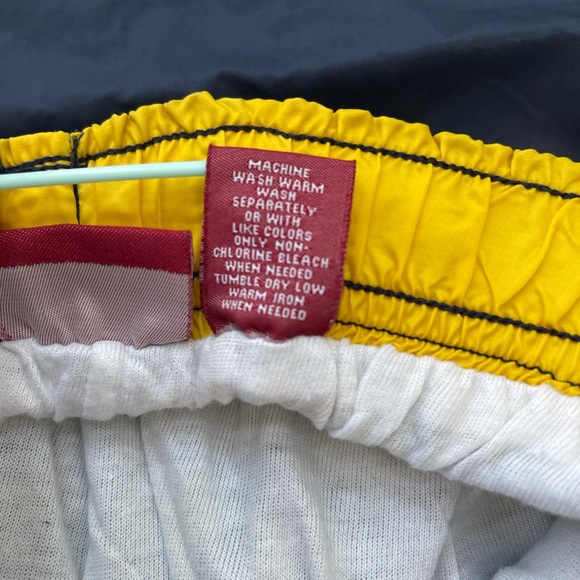 MACHINE
WASH WARM
WASH
SEPARATELY
OR WITH
LIKE COLORS
ONLY NON-
CHLORINE BLEACH
WHEN NEEDED
TUMBLE DRY LOW
WARM IRON
WHEN NEEDED